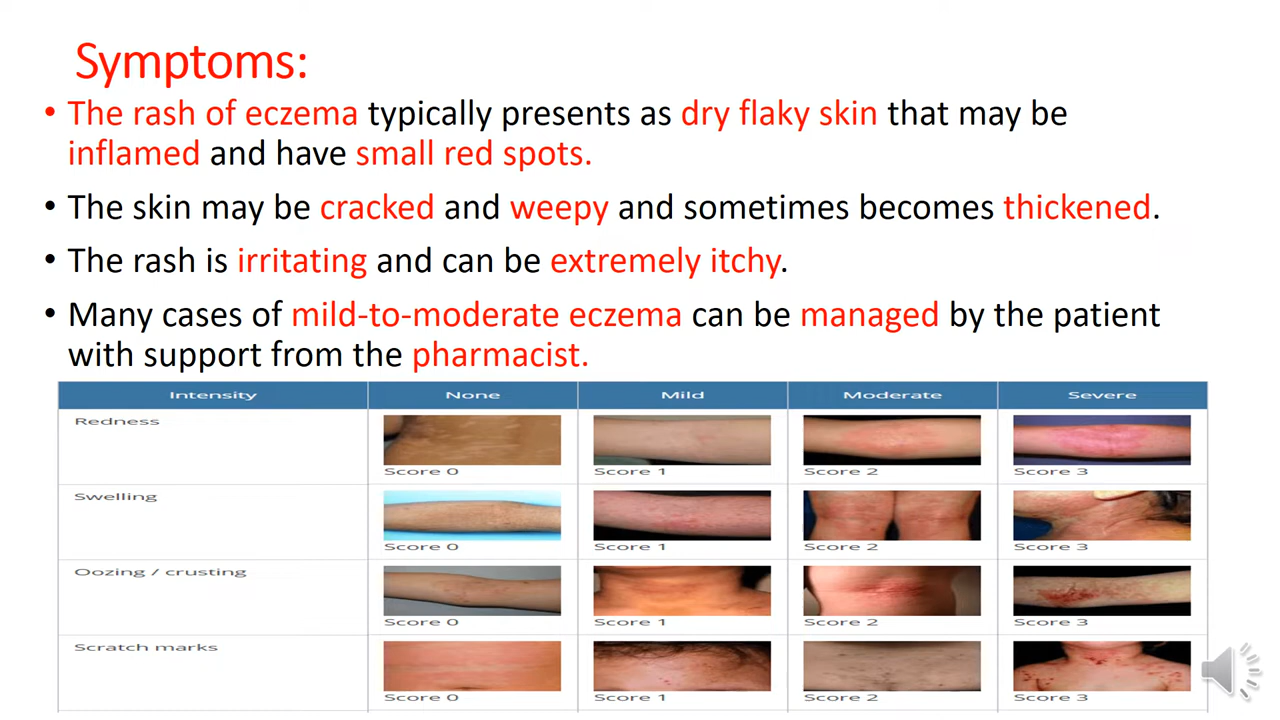 Symptoms:
• The rash of eczema typically presents as dry flaky skin that may be
inflamed and have small red spots.
• The skin may be cracked and weepy and sometimes becomes thickened.
• The rash is irritating and can be extremely itchy.
• Many cases of mild-to-moderate eczema can be managed by the patient
with support from the pharmacist.
Intensity None Mild Moderate Severe
Redness
Score 0 Score 1 Score 2 Score 3
Swelling
Score 0 Score 1 Score 2 Score 3
Oozing / crusting
Score 0 Score 1 Score 2 Score 3
Scratch marks
Score 0 Score 1 Score 2 Score 3